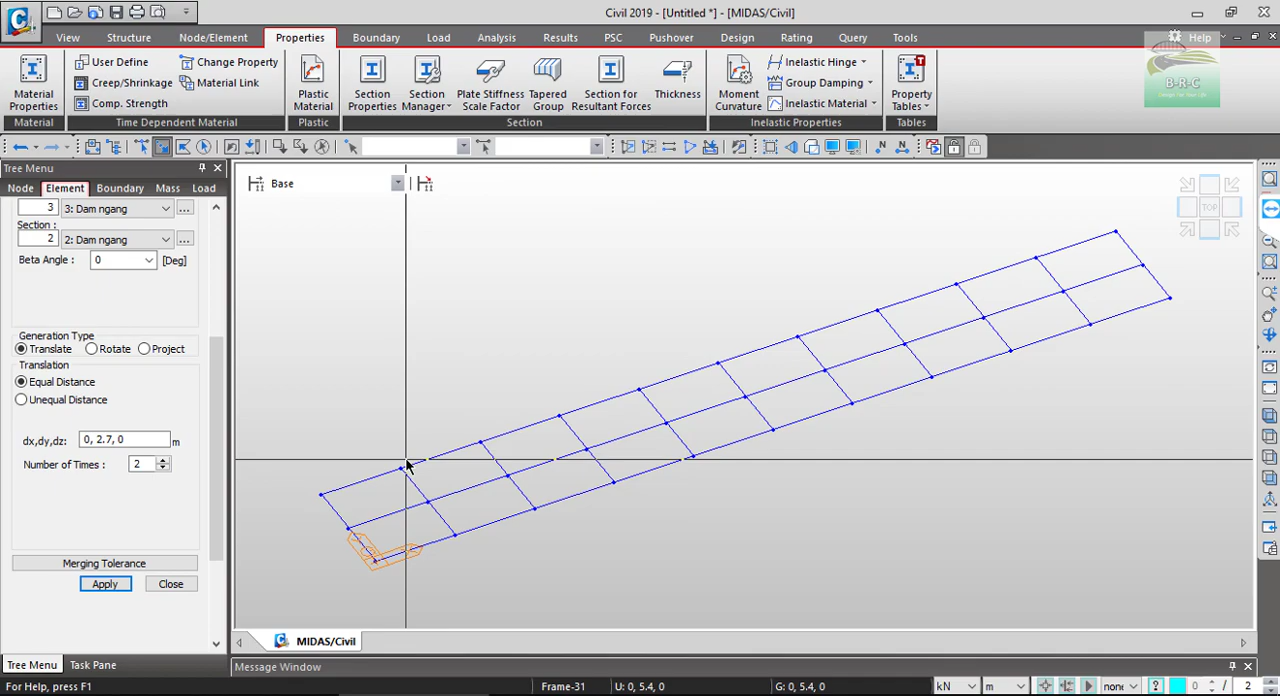 Civil 2019 - [Untitled *] - [MIDAS/Civil]
View Structure Node/Element Properties Boundary Load Analysis Results PSC Pushover Design Rating Query Tools Help
Material Properties
User Define
Creep/Shrinkage
Comp. Strength
Change Property
Material Link
Plastic Material
Section Properties
Section Manager
Plate Stiffness Scale Factor
Tapered Group
Section for Resultant Forces
Thickness
Moment Curvature
Inelastic Hinge
Group Damping
Inelastic Material
Property Tables
B-R-C
Material Time Dependent Material Plastic Section Inelastic Properties Tables
Tree Menu
Node Element Boundary Mass Load
Base
TOP
3 3: Dam ngang ...
Section:
2 2: Dam ngang ...
Beta Angle : 0 [Deg]
Generation Type
Translate Rotate Project
Translation
Equal Distance
Unequal Distance
dx,dy,dz: 0, 2.7, 0 m
Number of Times : 2
Merging Tolerance
Apply Close
MIDAS/Civil
Tree Menu Task Pane
Message Window
For Help, press F1 Frame-31 U: 0, 5.4, 0 G: 0, 5.4, 0 kN m none ? 0 / 2